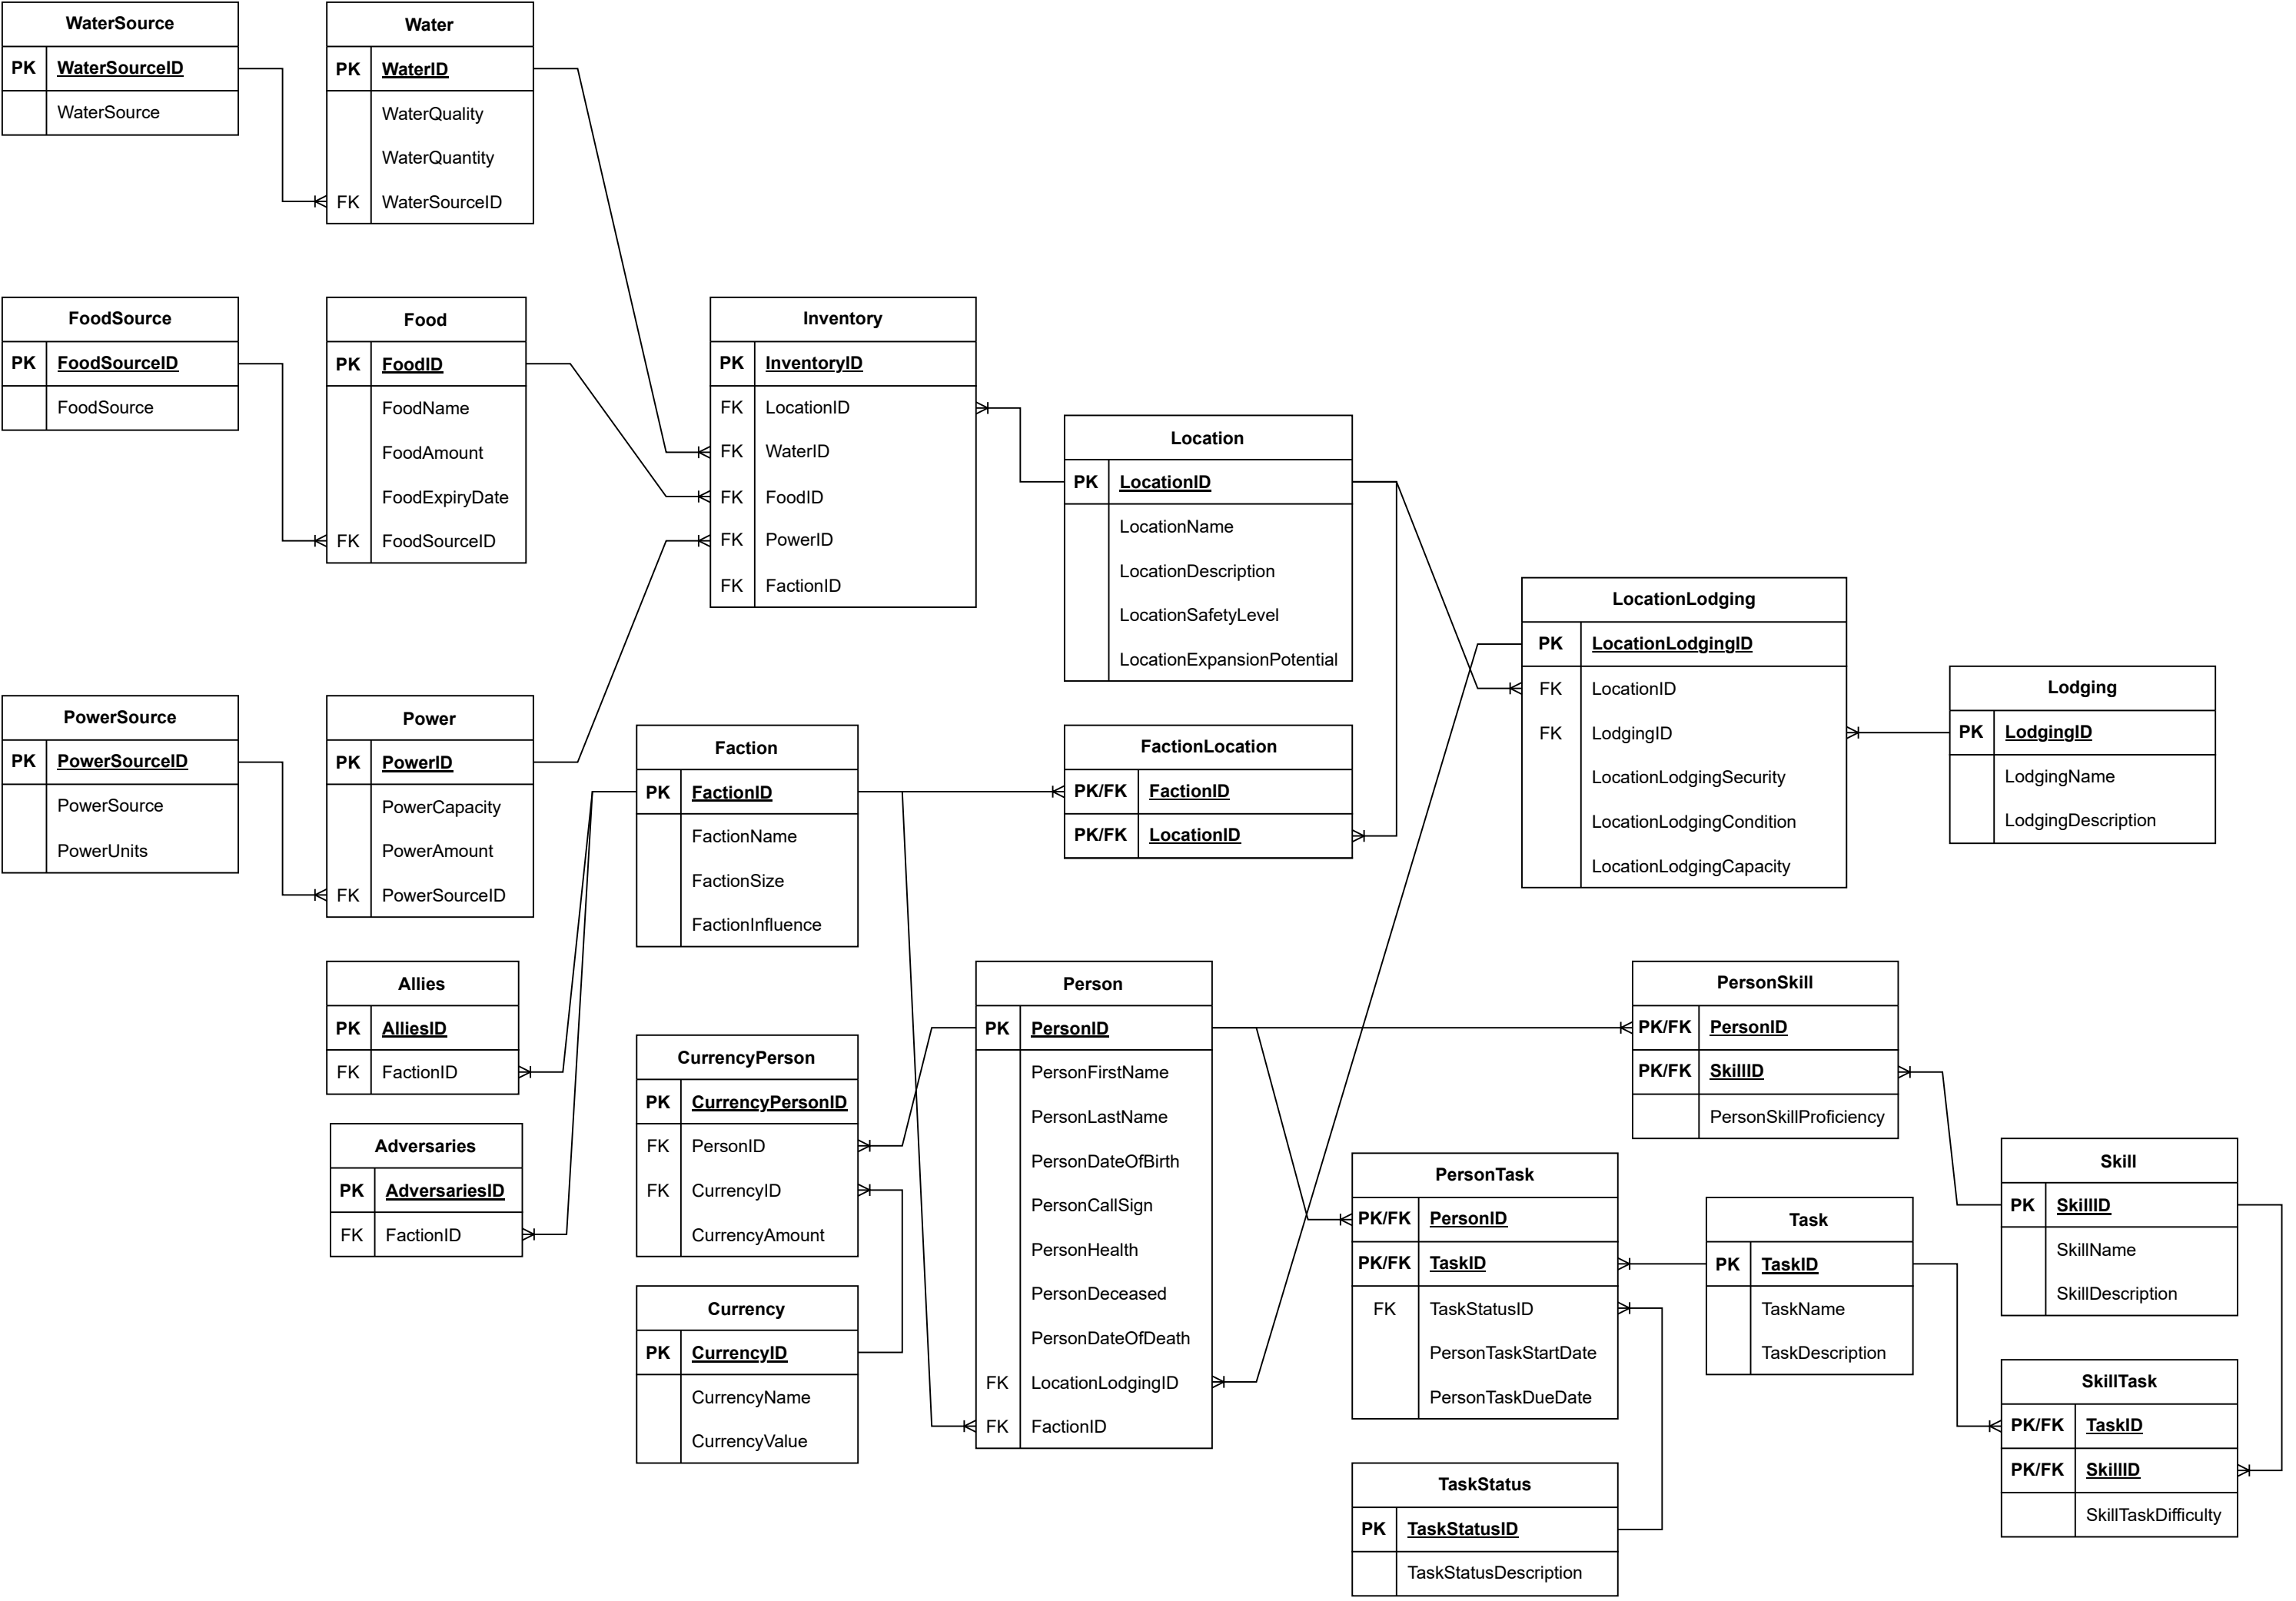 WaterSource
PK WaterSourceID
WaterSource
Water
PK WaterID
WaterQuality
WaterQuantity
FK WaterSourceID
FoodSource
PK FoodSourceID
FoodSource
Food
PK FoodID
FoodName
FoodAmount
FoodExpiryDate
FK FoodSourceID
Inventory
PK InventoryID
FK LocationID
FK WaterID
FK FoodID
FK PowerID
FK FactionID
Location
PK LocationID
LocationName
LocationDescription
LocationSafetyLevel
LocationExpansionPotential
LocationLodging
PK LocationLodgingID
FK LocationID
FK LodgingID
LocationLodgingSecurity
LocationLodgingCondition
LocationLodgingCapacity
Lodging
PK LodgingID
LodgingName
LodgingDescription
PowerSource
PK PowerSourceID
PowerSource
PowerUnits
Power
PK PowerID
PowerCapacity
PowerAmount
FK PowerSourceID
Faction
PK FactionID
FactionName
FactionSize
FactionInfluence
FactionLocation
PK/FK FactionID
PK/FK LocationID
Allies
PK AlliesID
FK FactionID
Adversaries
PK AdversariesID
FK FactionID
CurrencyPerson
PK CurrencyPersonID
FK PersonID
FK CurrencyID
CurrencyAmount
Currency
PK CurrencyID
CurrencyName
CurrencyValue
Person
PK PersonID
PersonFirstName
PersonLastName
PersonDateOfBirth
PersonCallSign
PersonHealth
PersonDeceased
PersonDateOfDeath
FK LocationLodgingID
FK FactionID
PersonSkill
PK/FK PersonID
PK/FK SkillID
PersonSkillProficiency
PersonTask
PK/FK PersonID
PK/FK TaskID
FK TaskStatusID
PersonTaskStartDate
PersonTaskDueDate
Task
PK TaskID
TaskName
TaskDescription
Skill
PK SkillID
SkillName
SkillDescription
SkillTask
PK/FK TaskID
PK/FK SkillID
SkillTaskDifficulty
TaskStatus
PK TaskStatusID
TaskStatusDescription